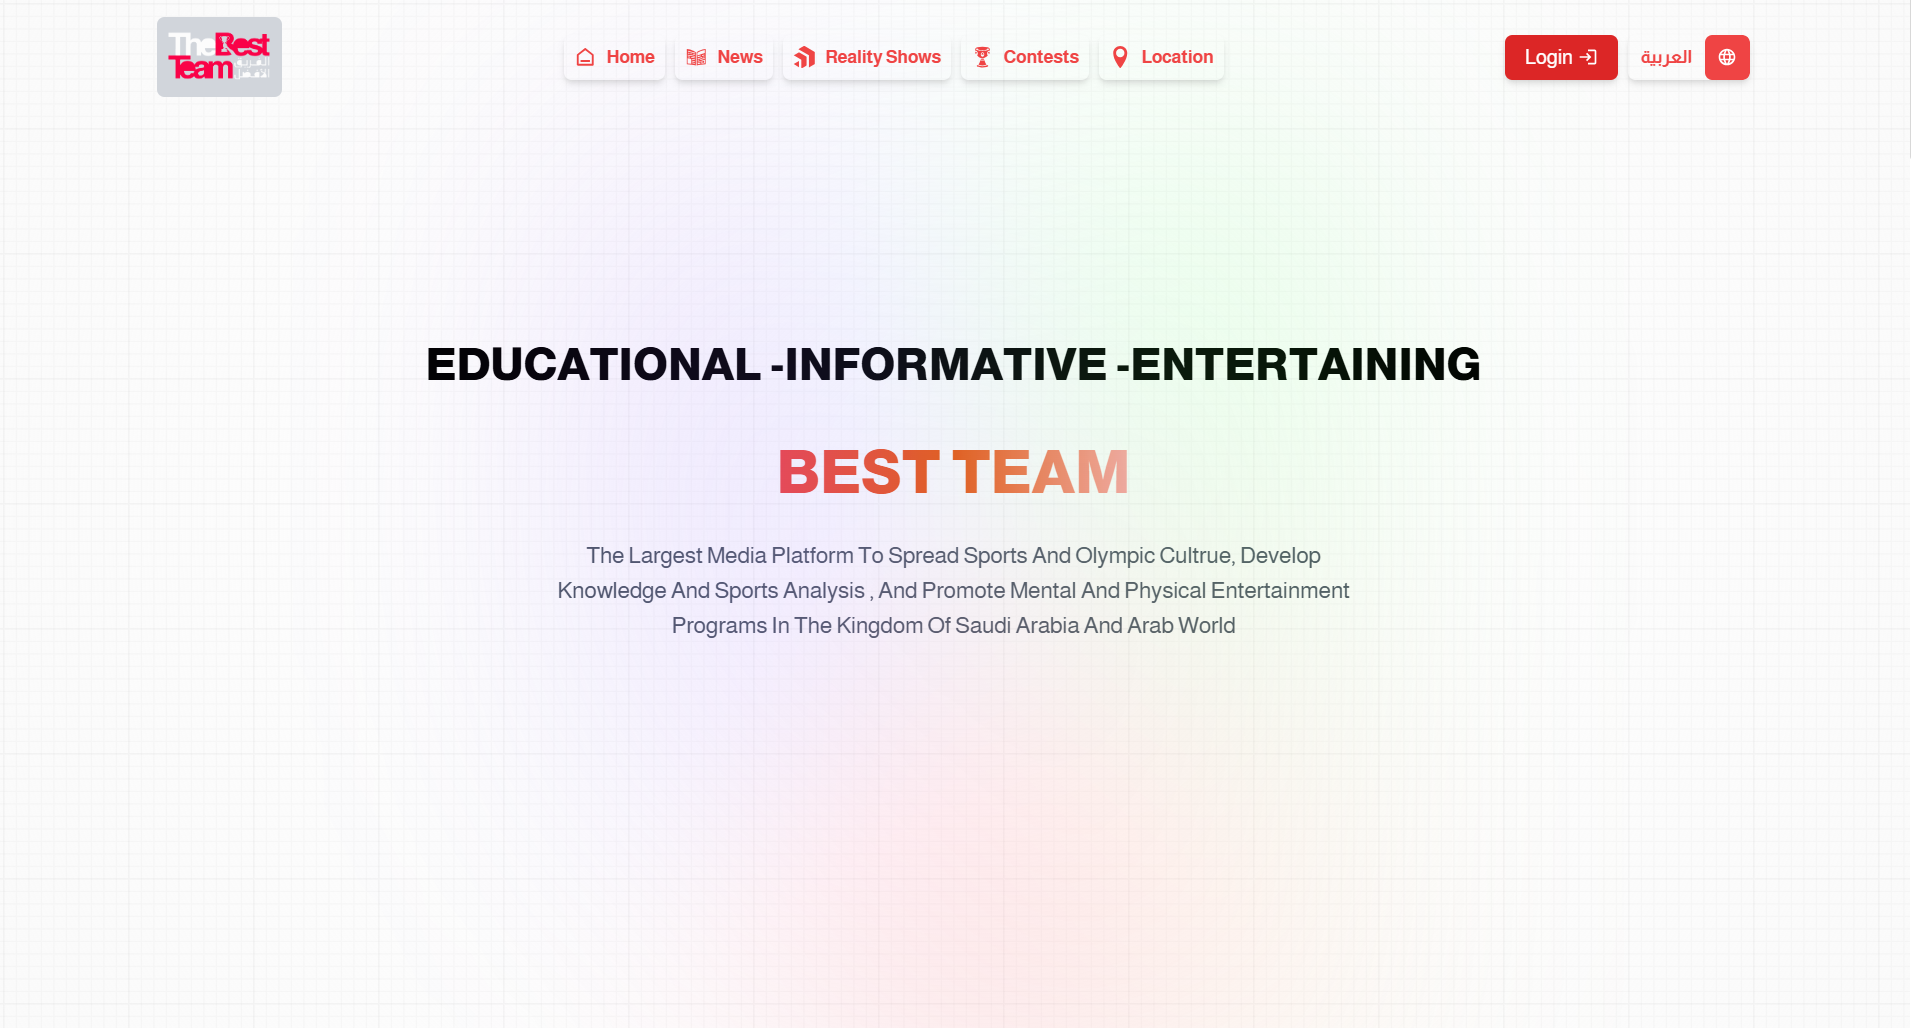 The Best
Team الفريق
الأفضل
Home
News
Reality Shows
Contests
Location
Login
العربية
EDUCATIONAL -INFORMATIVE -ENTERTAINING
BEST TEAM
The Largest Media Platform To Spread Sports And Olympic Cultrue, Develop
Knowledge And Sports Analysis , And Promote Mental And Physical Entertainment
Programs In The Kingdom Of Saudi Arabia And Arab World